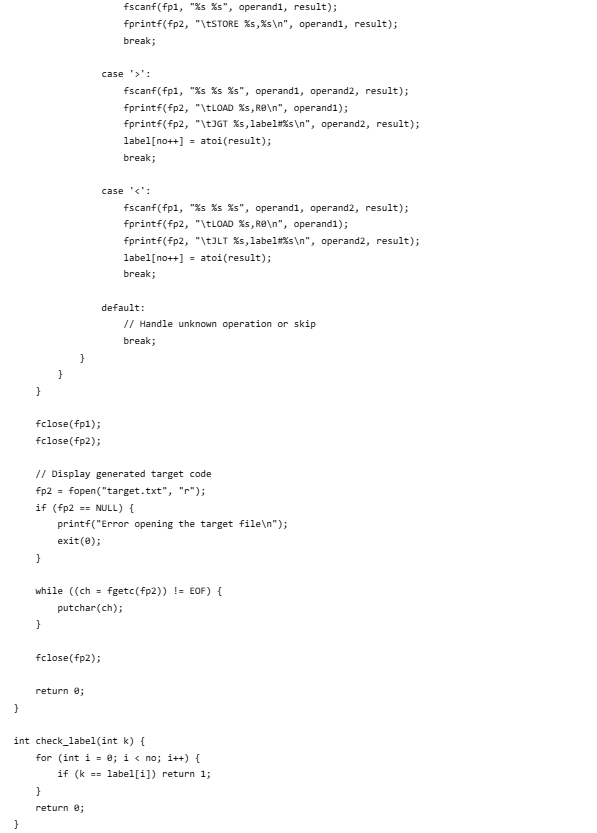 fscanf(fp1, "%s %s", operand1, result);
fprintf(fp2, "\tSTORE %s,%s\n", operand1, result);
break;
case '>':
fscanf(fp1, "%s %s %s", operand1, operand2, result);
fprintf(fp2, "\tLOAD %s,R0\n", operand1);
fprintf(fp2, "\tJGT %s,label#%s\n", operand2, result);
label[no++] = atoi(result);
break;
case '<':
fscanf(fp1, "%s %s %s", operand1, operand2, result);
fprintf(fp2, "\tLOAD %s,R0\n", operand1);
fprintf(fp2, "\tJLT %s,label#%s\n", operand2, result);
label[no++] = atoi(result);
break;
default:
// Handle unknown operation or skip
break;
}
}
}
fclose(fp1);
fclose(fp2);
// Display generated target code
fp2 = fopen("target.txt", "r");
if (fp2 == NULL) {
printf("Error opening the target file\n");
exit(0);
}
while ((ch = fgetc(fp2)) != EOF) {
putchar(ch);
}
fclose(fp2);
return 0;
}
int check_label(int k) {
for (int i = 0; i < no; i++) {
if (k == label[i]) return 1;
}
return 0;
}